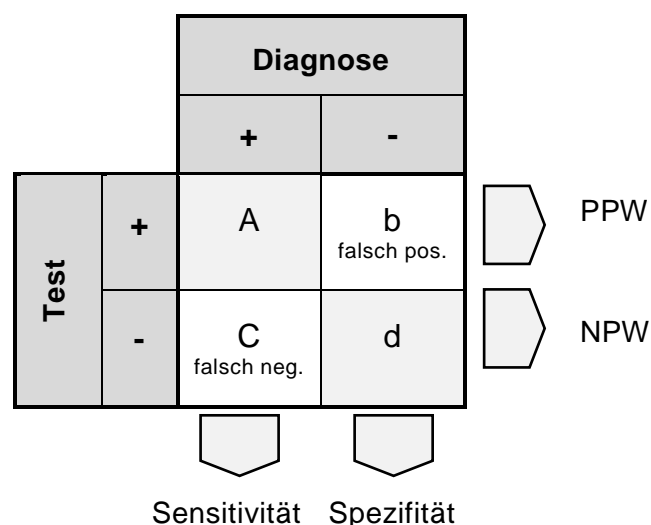 Diagnose
+ -
+ A b PPW
falsch pos.
Test
- C d NPW
falsch neg.
Sensitivität Spezifität